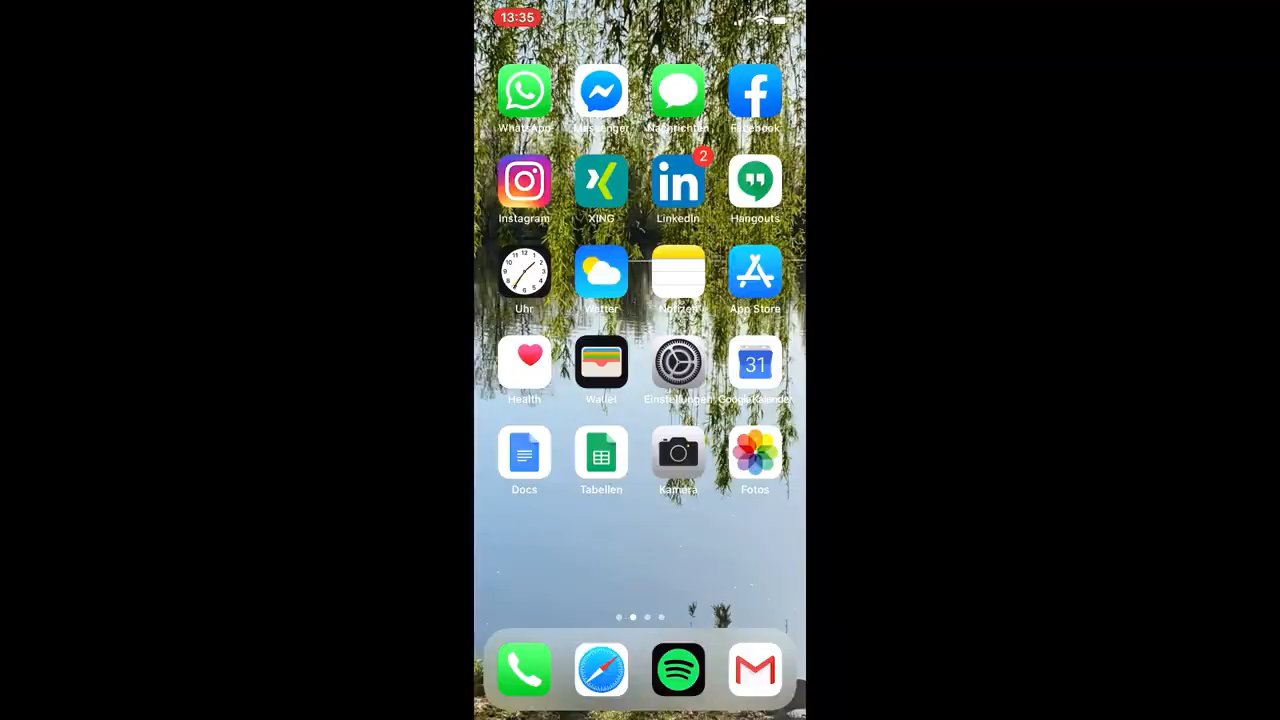 13:35
WhatsApp Messenger Nachrichten Facebook
2
Instagram XING LinkedIn Hangouts
12
Uhr Wetter Notizen App Store
31
Health Wallet Einstellungen Google Kalender
Docs Tabellen Kamera Fotos